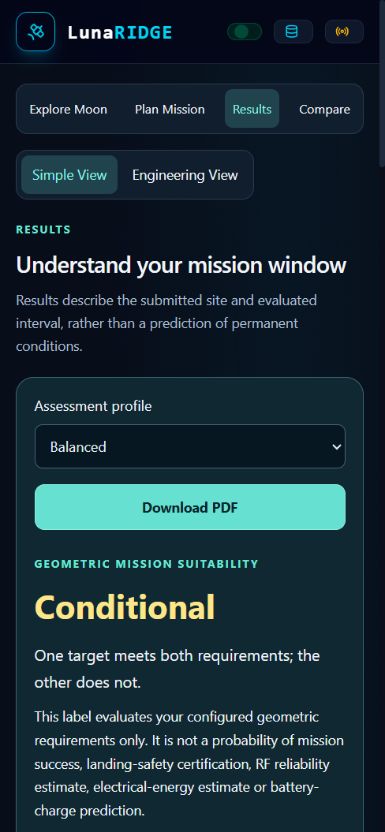 LunaRIDGE
Explore Moon Plan Mission Results Compare
Simple View Engineering View
RESULTS
Understand your mission window
Results describe the submitted site and evaluated
interval, rather than a prediction of permanent
conditions.
Assessment profile
Balanced
Download PDF
GEOMETRIC MISSION SUITABILITY
Conditional
One target meets both requirements; the
other does not.
This label evaluates your configured geometric
requirements only. It is not a probability of mission
success, landing-safety certification, RF reliability
estimate, electrical-energy estimate or battery-
charge prediction.